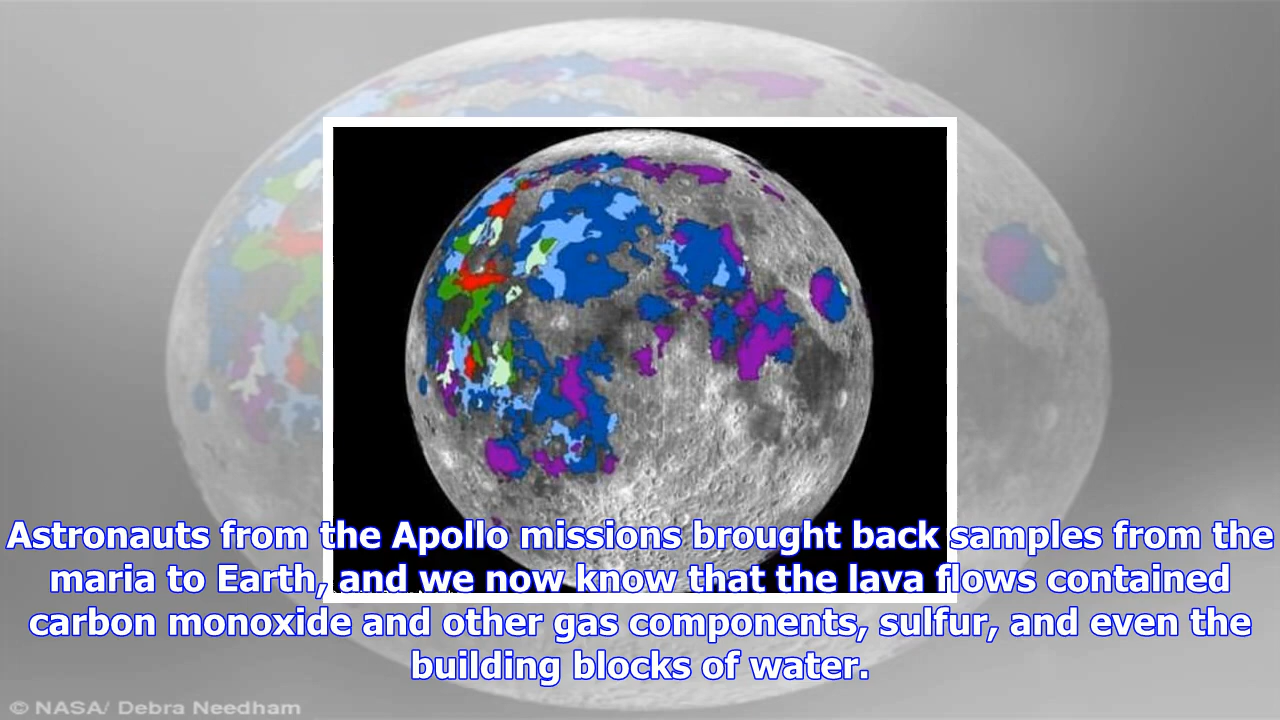 Astronauts from the Apollo missions brought back samples from the
maria to Earth, and we now know that the lava flows contained
carbon monoxide and other gas components, sulfur, and even the
building blocks of water.
© NASA/ Debra Needham